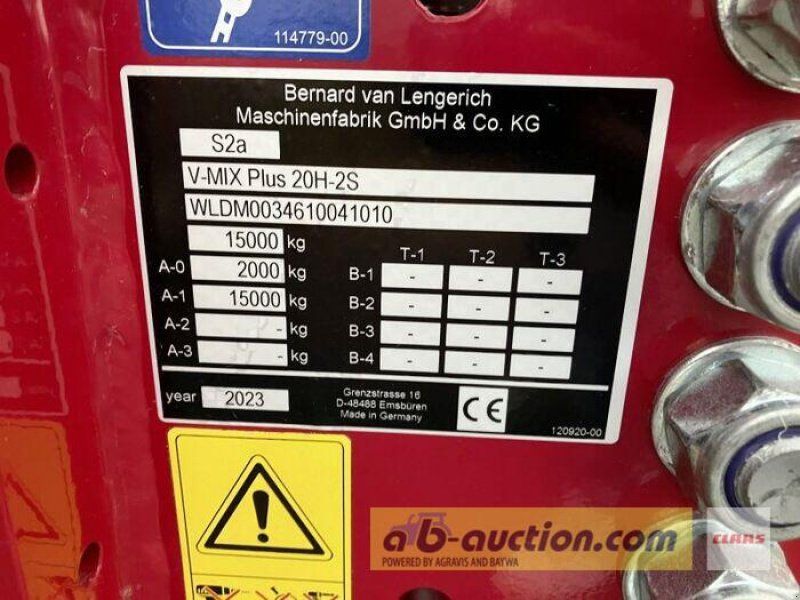 114779-00
Bernard van Lengerich
Maschinenfabrik GmbH & Co. KG
S2a
V-MIX Plus 20H-2S
WLDM0034610041010
15000 kg
T-1 T-2 T-3
A-0 2000 kg B-1 - - -
A-1 15000 kg B-2 - - -
A-2 - kg B-3 - - -
A-3 - kg B-4 - - -
year 2023
Grenzstrasse 16
D-48488 Emsbüren
Made in Germany
CE
120920-00
ab-auction.com
POWERED BY AGRAVIS AND BAYWA
CLAAS